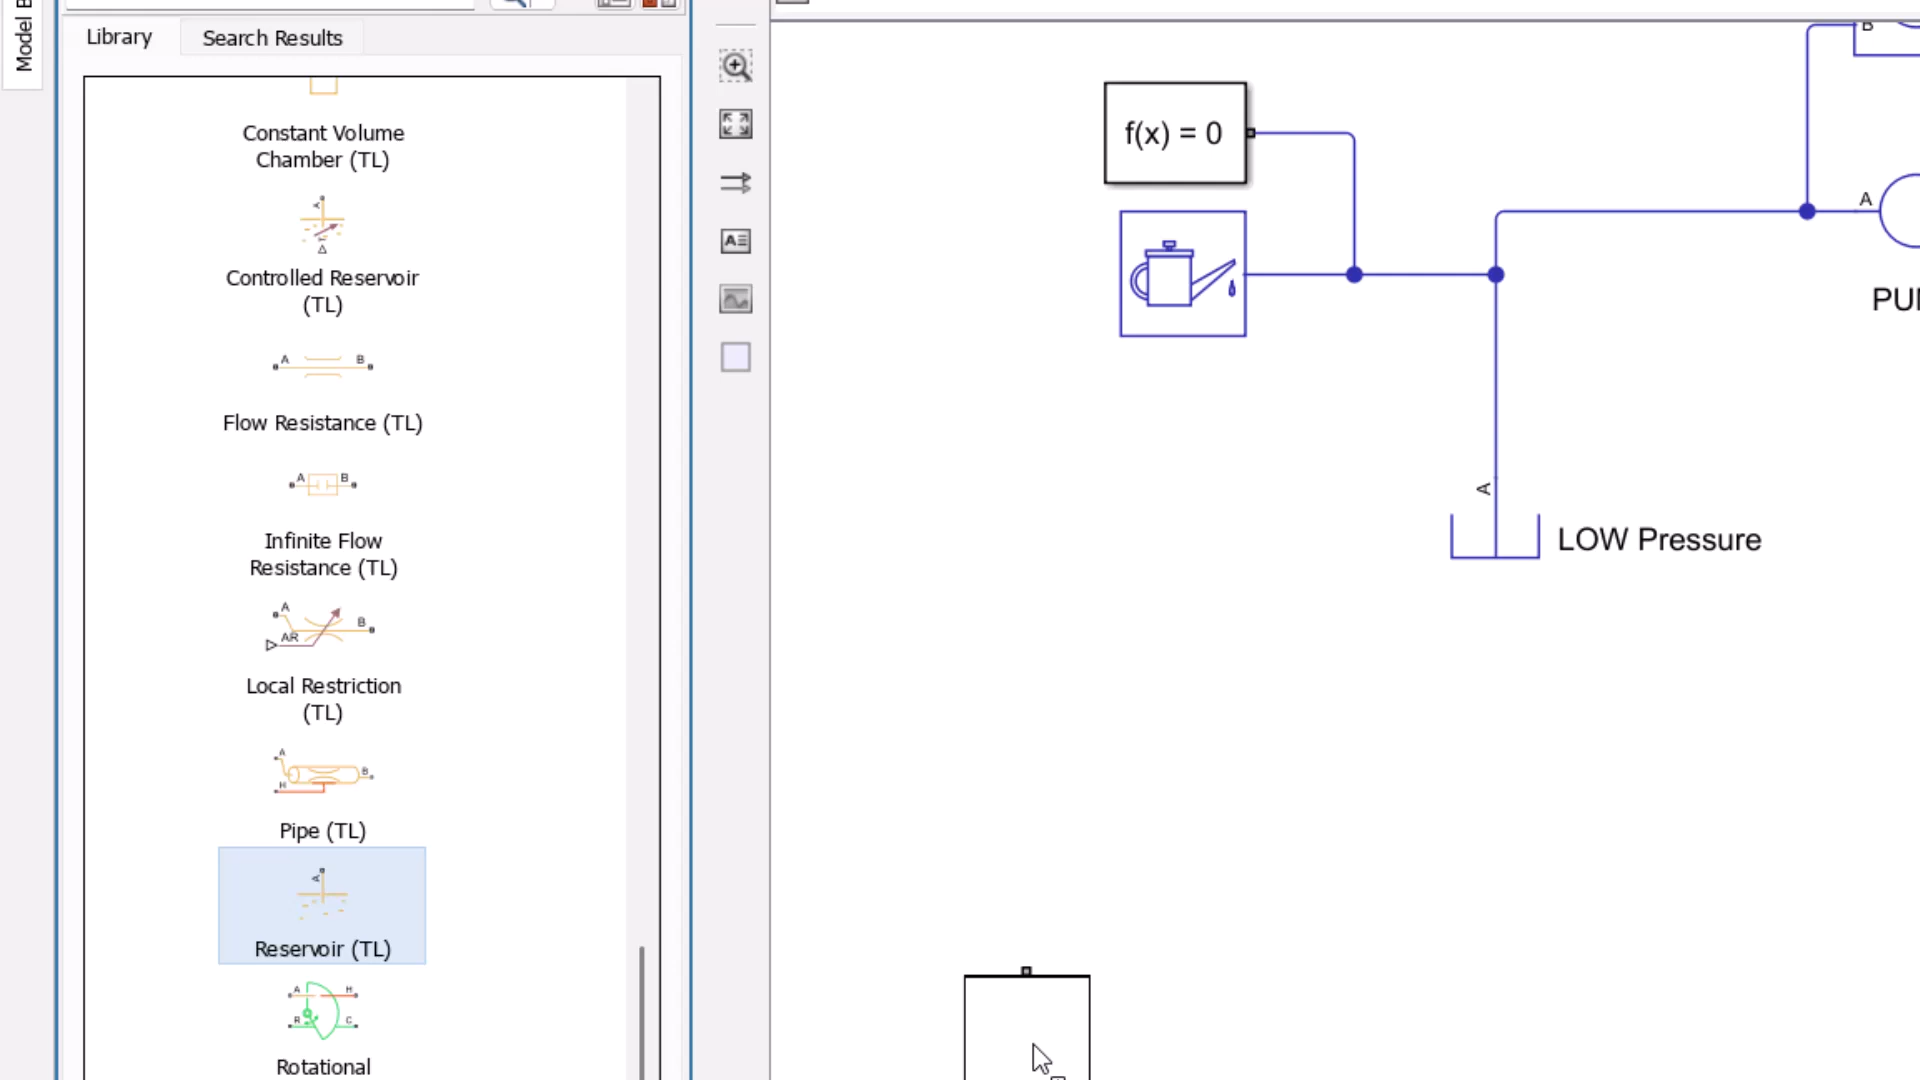 Model B
Library
Search Results
Constant Volume
Chamber (TL)
A
Controlled Reservoir
(TL)
A B
Flow Resistance (TL)
A B
Infinite Flow
Resistance (TL)
A
B
AR
Local Restriction
(TL)
A
B
H
Pipe (TL)
A
Reservoir (TL)
A H
R C
Rotational
f(x) = 0
B
A
PU
A
LOW Pressure